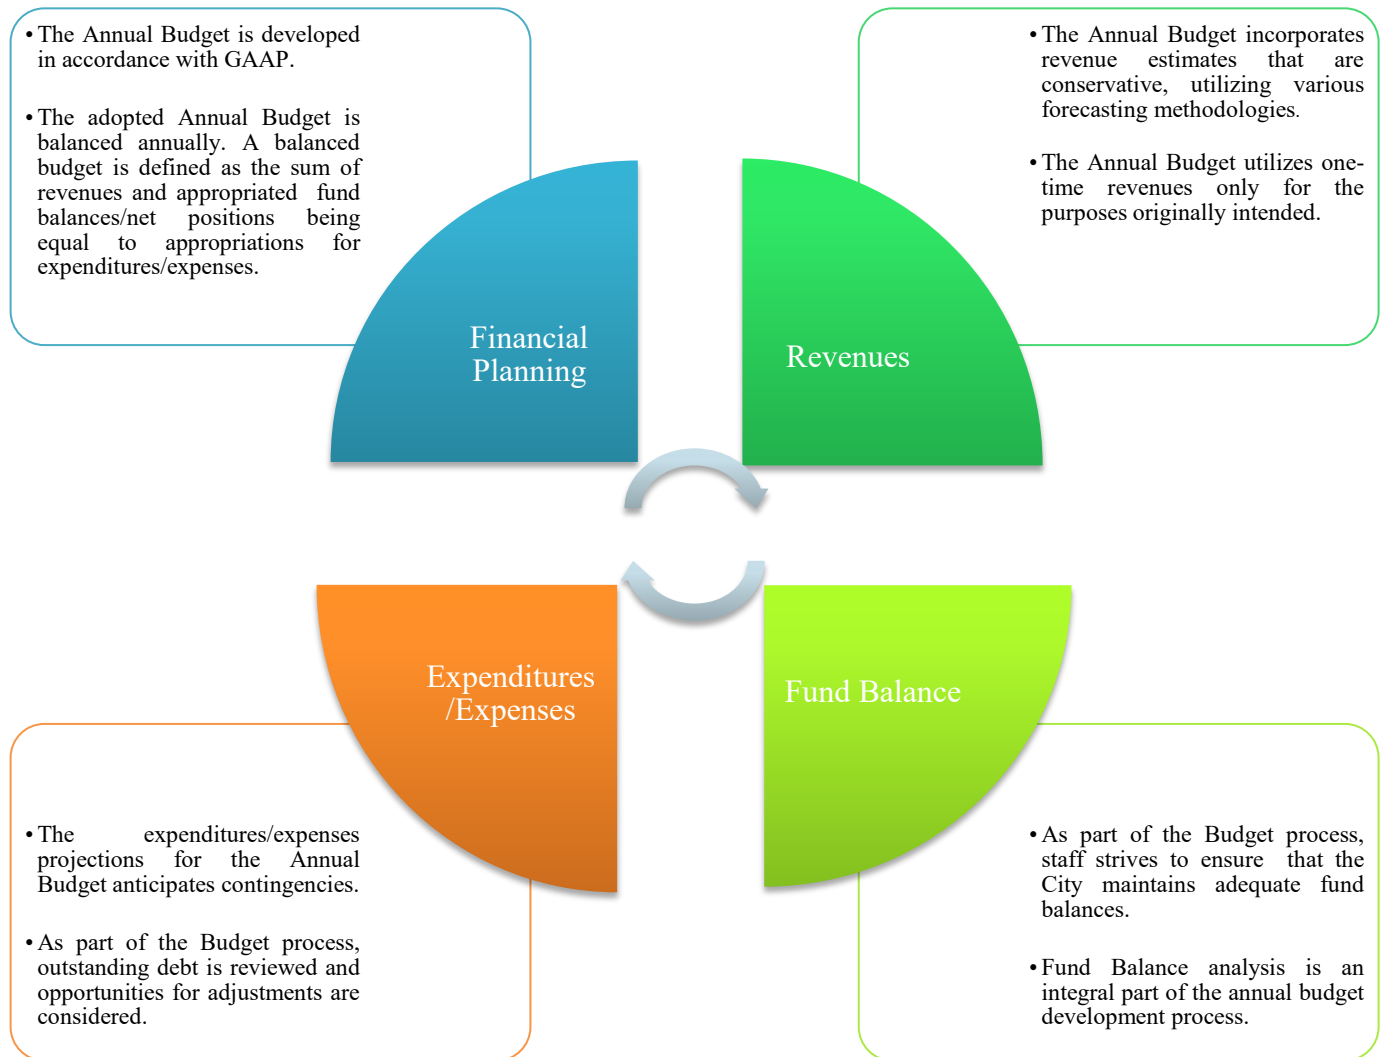 • The Annual Budget is developed
in accordance with GAAP.
• The adopted Annual Budget is
balanced annually. A balanced
budget is defined as the sum of
revenues and appropriated fund
balances/net positions being
equal to appropriations for
expenditures/expenses.
Financial
Planning
• The Annual Budget incorporates
revenue estimates that are
conservative, utilizing various
forecasting methodologies.
• The Annual Budget utilizes one-
time revenues only for the
purposes originally intended.
Revenues
Expenditures
/Expenses
• The expenditures/expenses
projections for the Annual
Budget anticipates contingencies.
• As part of the Budget process,
outstanding debt is reviewed and
opportunities for adjustments are
considered.
Fund Balance
• As part of the Budget process,
staff strives to ensure that the
City maintains adequate fund
balances.
• Fund Balance analysis is an
integral part of the annual budget
development process.